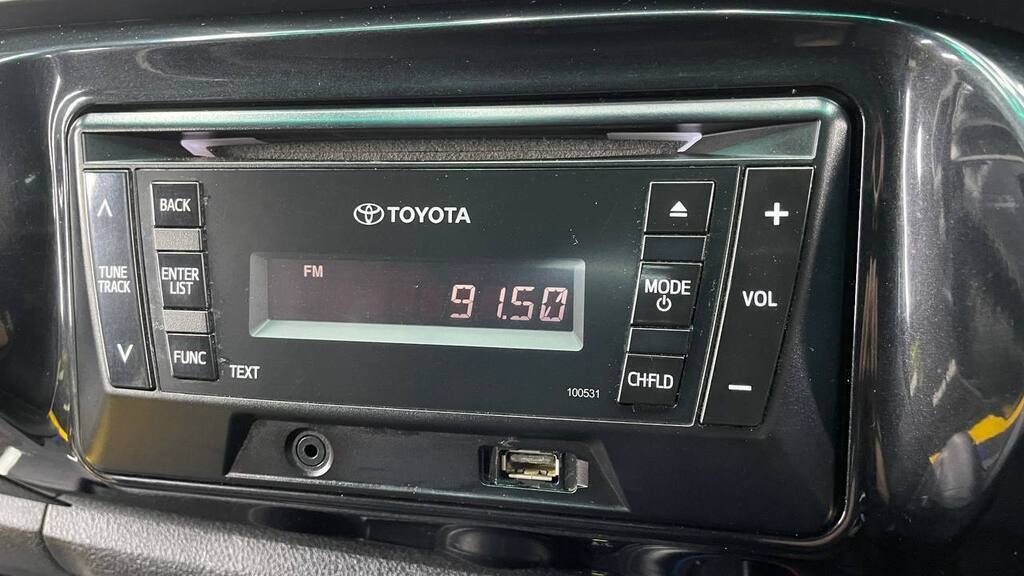 BACK
TOYOTA
TUNE
TRACK
ENTER
LIST
FM
91.50
MODE
VOL
FUNC
TEXT
CH·FLD
100531